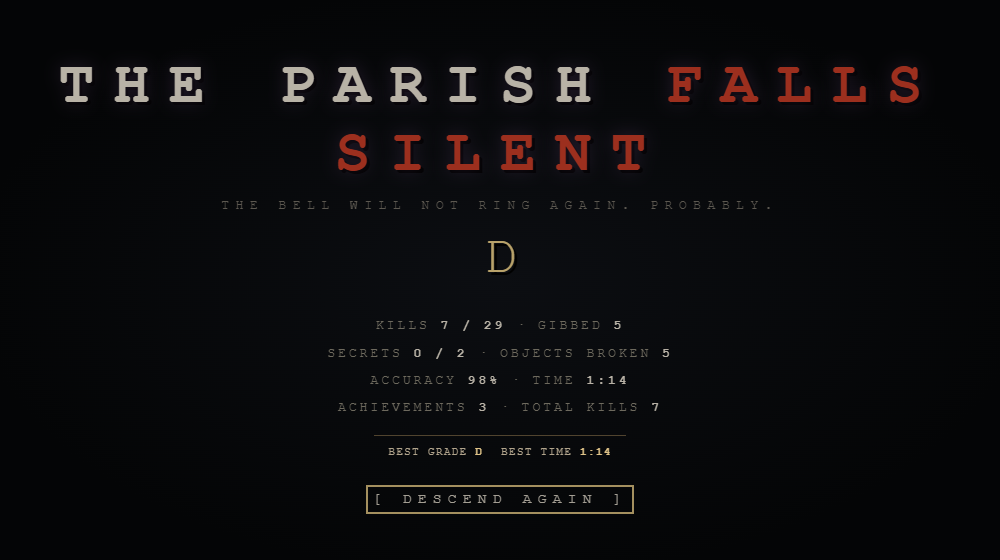 THE PARISH FALLS
SILENT
THE BELL WILL NOT RING AGAIN. PROBABLY.
D
KILLS 7 / 29 · GIBBED 5
SECRETS 0 / 2 · OBJECTS BROKEN 5
ACCURACY 98% · TIME 1:14
ACHIEVEMENTS 3 · TOTAL KILLS 7
BEST GRADE D BEST TIME 1:14
[ DESCEND AGAIN ]